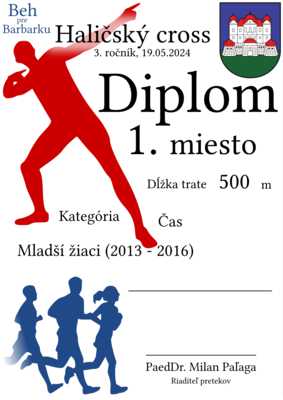 Beh
pre
Barbarku
Haličský cross
3. ročník, 19.05.2024
Diplom
1. miesto
Dĺžka trate 500 m
Kategória
Čas
Mladší žiaci (2013 - 2016)
PaedDr. Milan Paľaga
Riaditeľ pretekov